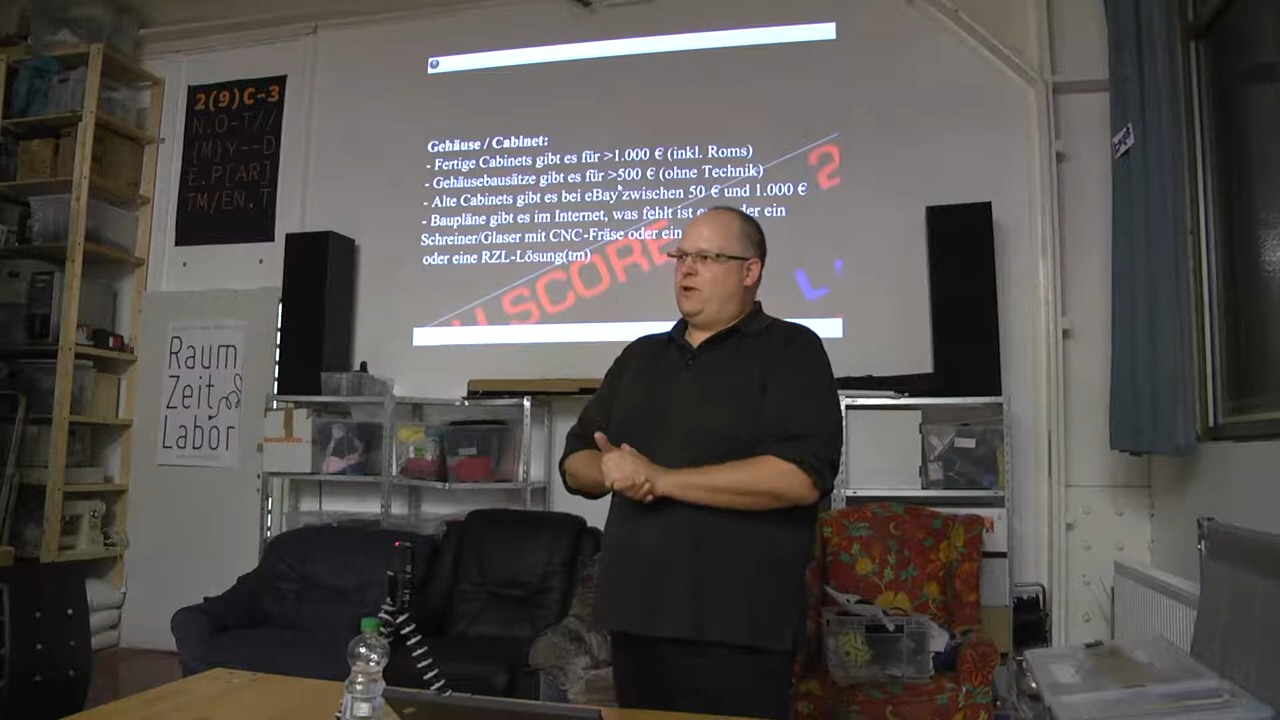 2(9)C-3
N.O-T//
{M}Y--D
E.P[AR]
TM/EN.T
Raum
Zeit
Labor
Gehäuse / Cabinet:
- Fertige Cabinets gibt es für >1.000 € (inkl. Roms)
- Gehäusebausätze gibt es für >500 € (ohne Technik)
- Alte Cabinets gibt es bei eBay zwischen 50 € und 1.000 €
- Baupläne gibt es im Internet, was fehlt ist der ein
Schreiner/Glaser mit CNC-Fräse oder ein
oder eine RZL-Lösung(tm)
SCORE
2
L